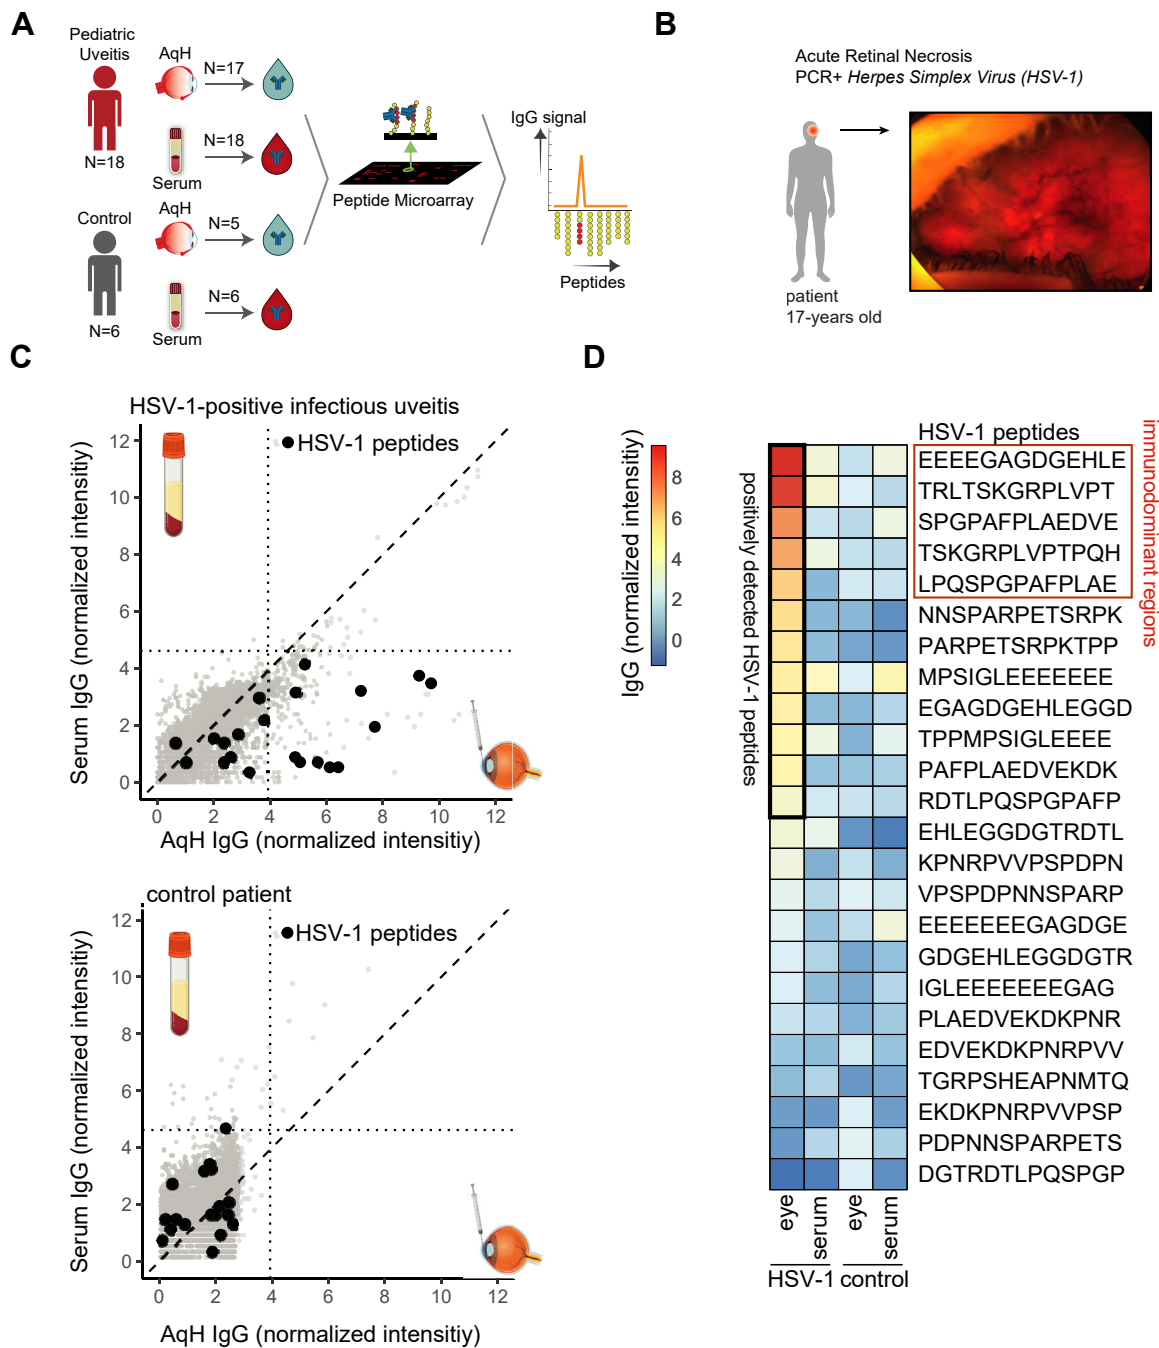 A
Pediatric
Uveitis
AqH
N=17
N=18
N=18
Serum
Control
AqH
N=5
N=6
N=6
Serum
Peptide Microarray
IgG signal
Peptides
B
Acute Retinal Necrosis
PCR+ Herpes Simplex Virus (HSV-1)
patient
17-years old
C
HSV-1-positive infectious uveitis
HSV-1 peptides
Serum IgG (normalized intensitiy)
12
10
8
6
4
2
0
0 2 4 6 8 10 12
AqH IgG (normalized intensitiy)
control patient
HSV-1 peptides
Serum IgG (normalized intensitiy)
12
10
8
6
4
2
0
0 2 4 6 8 10 12
AqH IgG (normalized intensitiy)
D
IgG (normalized intensity)
8
6
4
2
0
positively detected HSV-1 peptides
HSV-1 peptides
EEEEGAGDGEHLE
TRLTSKGRPLVPT
SPGPAFPLAEDVE
TSKGRPLVPTPQH
LPQSPGPAFPLAE
NNSPARPETSRPK
PARPETSRPKTPP
MPSIGLEEEEEEE
EGAGDGEHLEGGD
TPPMPSIGLEEEE
PAFPLAEDVEKDK
RDTLPQSPGPAFP
EHLEGGDGTRDTL
KPNRPVVPSPDPN
VPSPDPNNSPARP
EEEEEEEGAGDGE
GDGEHLEGGDGTR
IGLEEEEEEEGAG
PLAEDVEKDKPNR
EDVEKDKPNRPVV
TGRPSHEAPNMTQ
EKDKPNRPVVPSP
PDPNNSPARPETS
DGTRDTLPQSPGP
immunodominant regions
eye serum eye serum
HSV-1 control